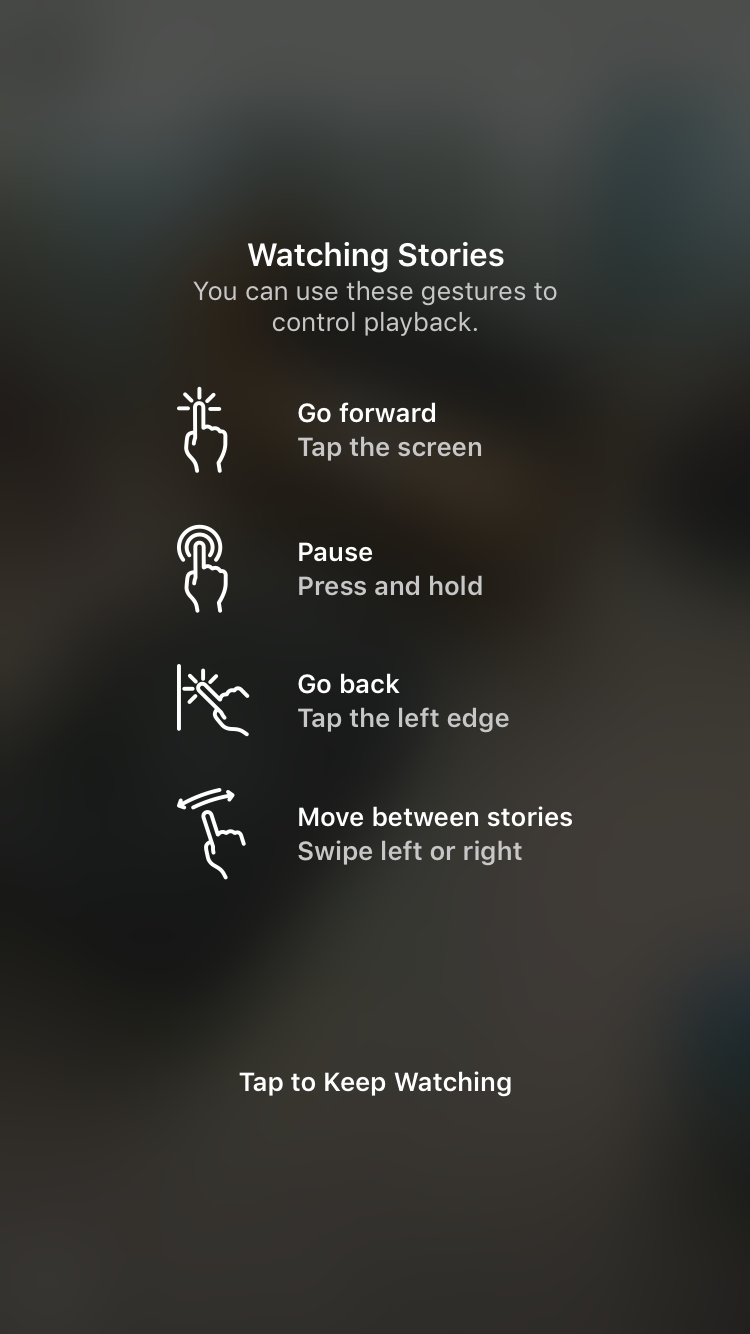 Watching Stories
You can use these gestures to
control playback.
Go forward
Tap the screen
Pause
Press and hold
Go back
Tap the left edge
Move between stories
Swipe left or right
Tap to Keep Watching